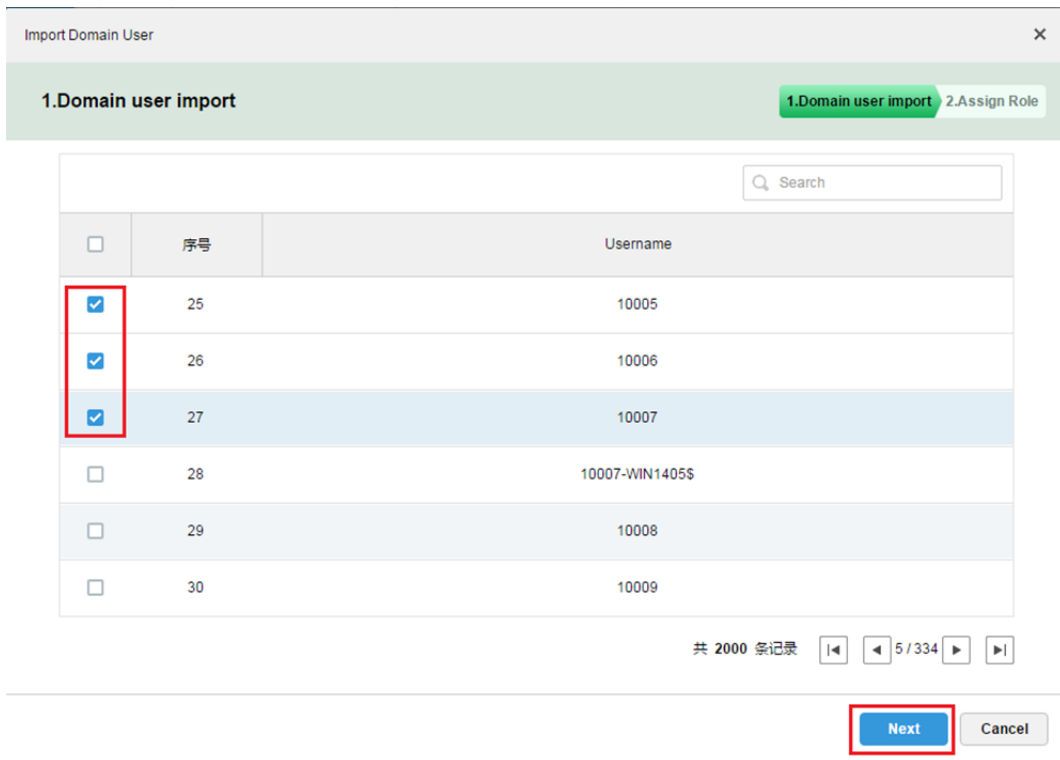 Import Domain User
1.Domain user import
1.Domain user import 2.Assign Role
Search
序号 Username
25 10005
26 10006
27 10007
28 10007-WIN1405$
29 10008
30 10009
共 2000 条记录 5 / 334
Next Cancel